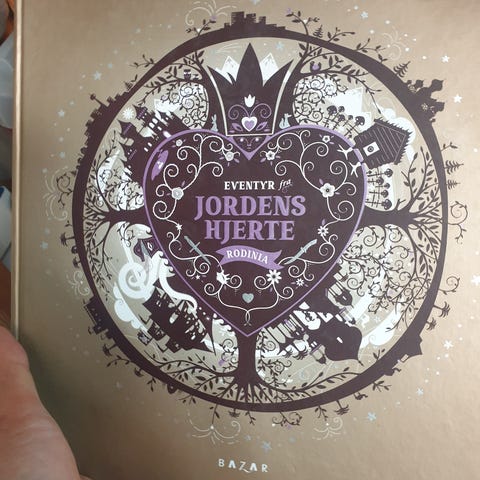 EVENTYR fra
JORDENS
HJERTE
RODINIA
BAZAR